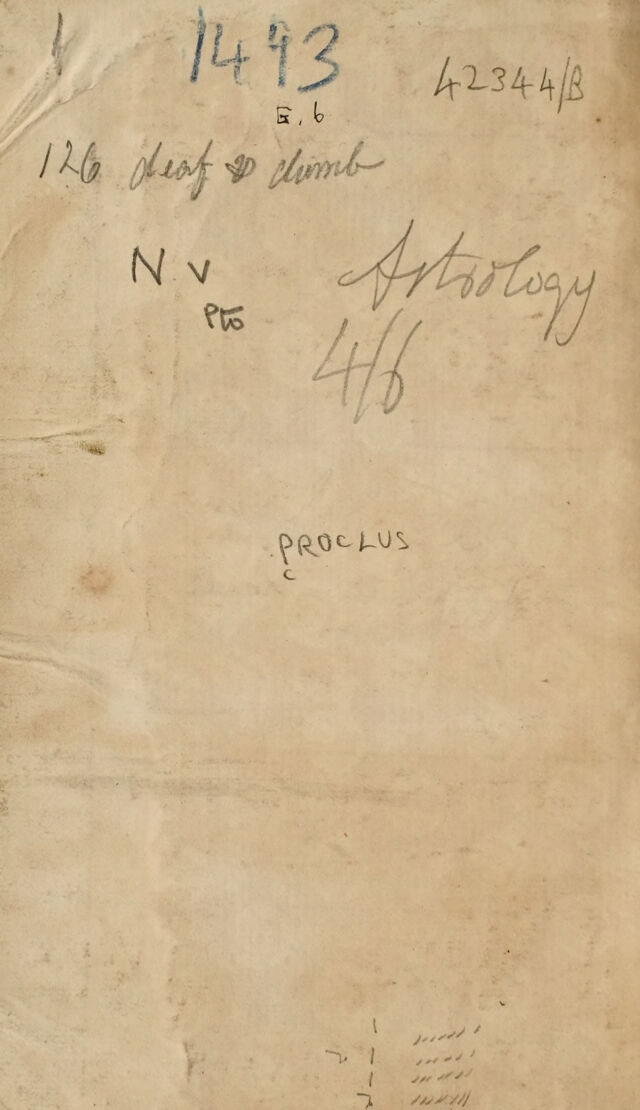 1493
42344/B
E. 6
126 deaf & dumb
N v
Astrology
Pto
4/6
PROCLUS
c